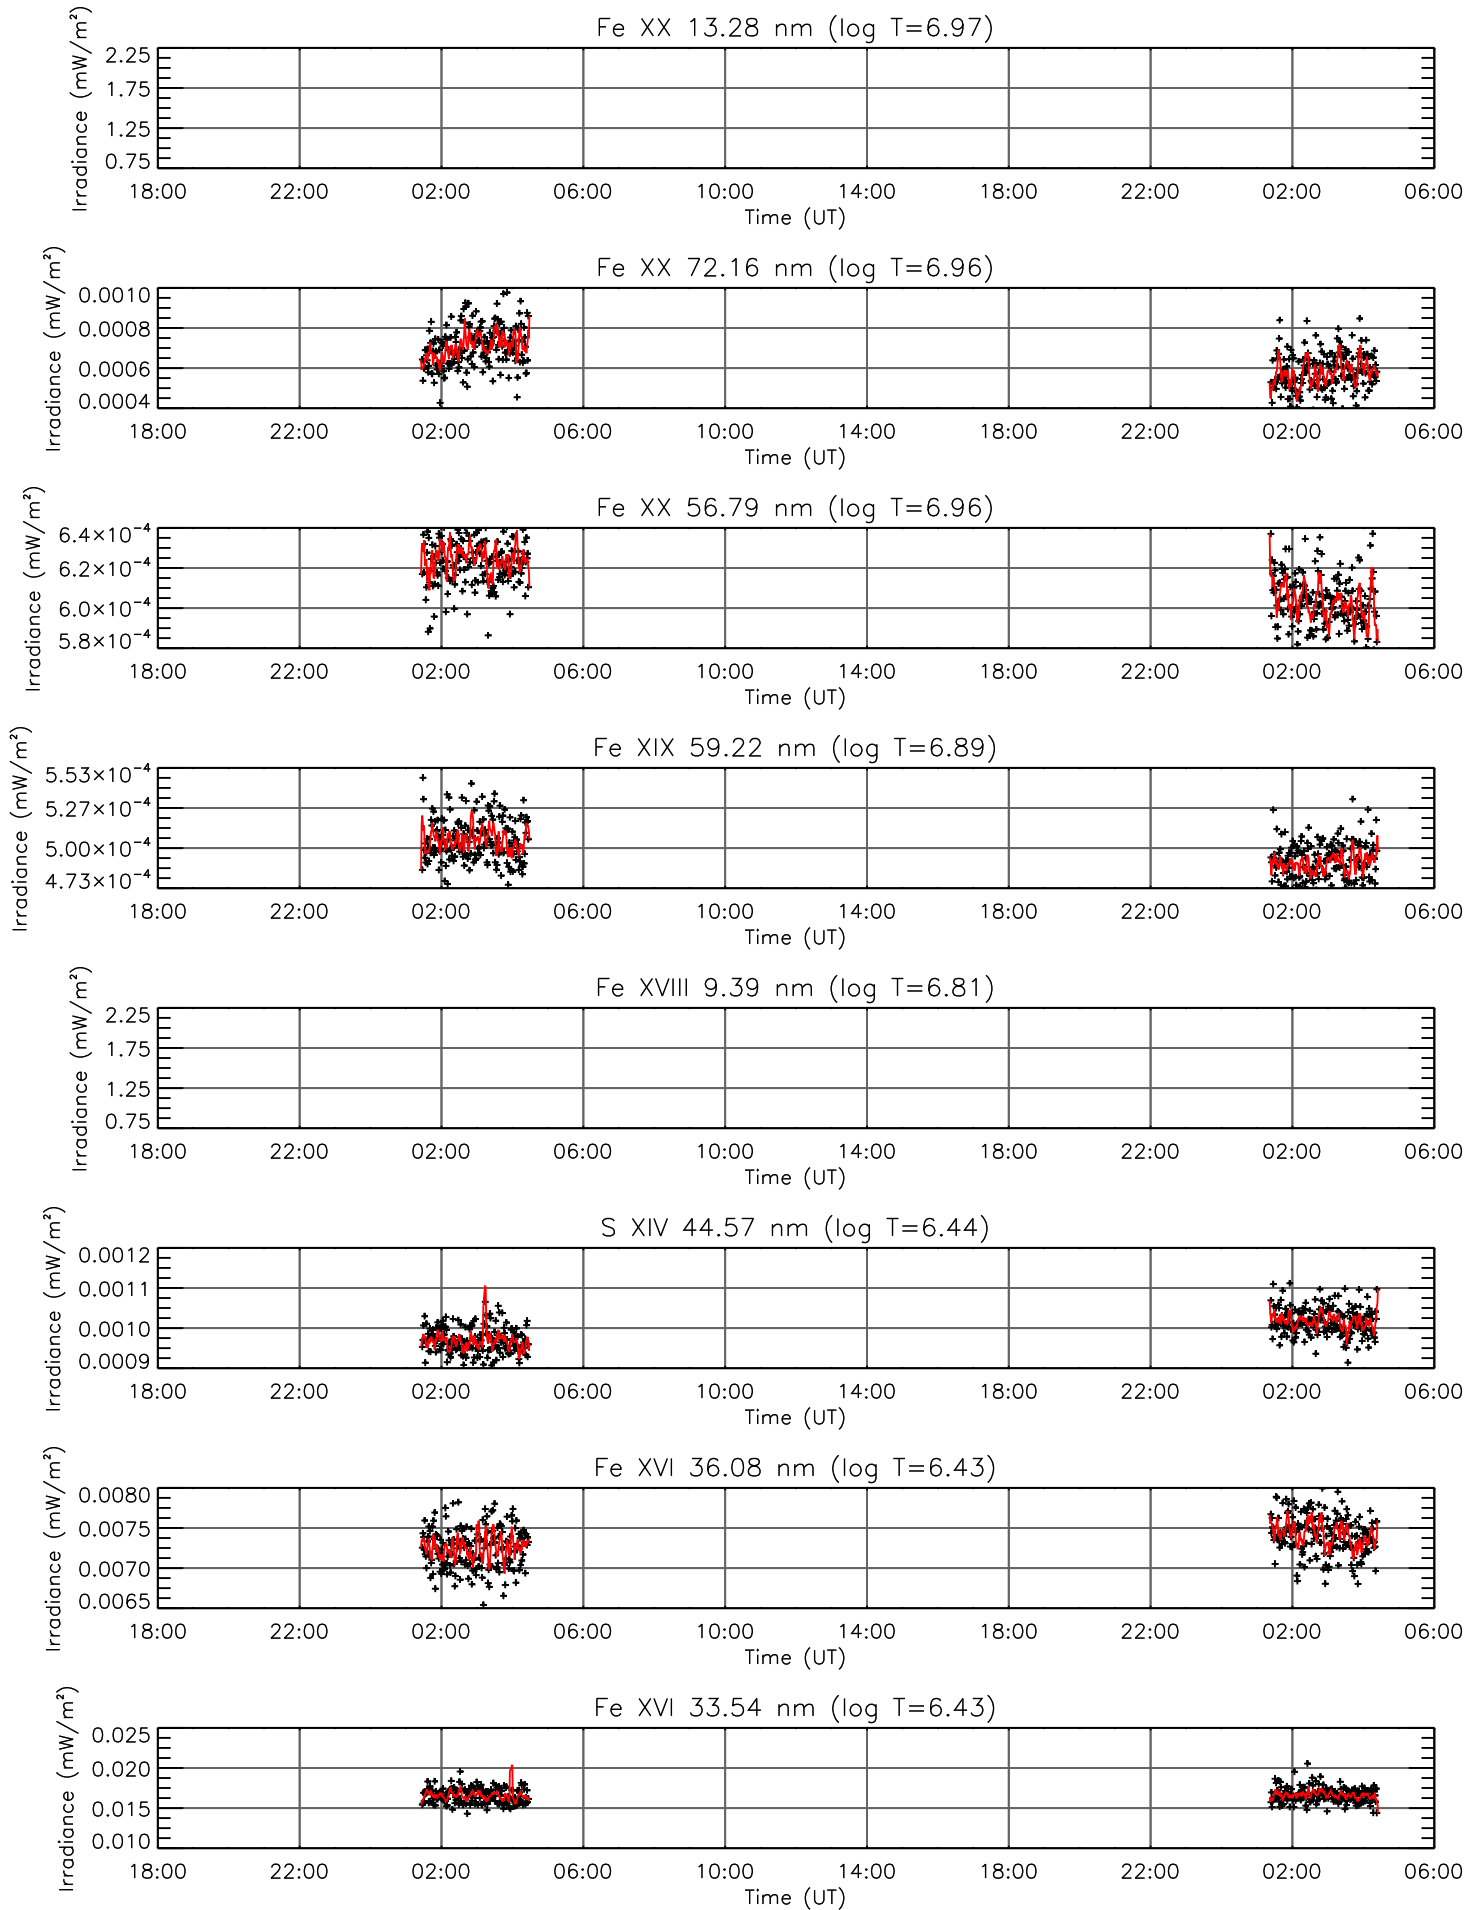 Fe XX 13.28 nm (log T=6.97)
Irradiance (mW/m²)
2.25
1.75
1.25
0.75
18:00 22:00 02:00 06:00 10:00 14:00 18:00 22:00 02:00 06:00
Time (UT)
Fe XX 72.16 nm (log T=6.96)
Irradiance (mW/m²)
0.0010
0.0008
0.0006
0.0004
18:00 22:00 02:00 06:00 10:00 14:00 18:00 22:00 02:00 06:00
Time (UT)
Fe XX 56.79 nm (log T=6.96)
Irradiance (mW/m²)
6.4×10⁻⁴
6.2×10⁻⁴
6.0×10⁻⁴
5.8×10⁻⁴
18:00 22:00 02:00 06:00 10:00 14:00 18:00 22:00 02:00 06:00
Time (UT)
Fe XIX 59.22 nm (log T=6.89)
Irradiance (mW/m²)
5.53×10⁻⁴
5.27×10⁻⁴
5.00×10⁻⁴
4.73×10⁻⁴
18:00 22:00 02:00 06:00 10:00 14:00 18:00 22:00 02:00 06:00
Time (UT)
Fe XVIII 9.39 nm (log T=6.81)
Irradiance (mW/m²)
2.25
1.75
1.25
0.75
18:00 22:00 02:00 06:00 10:00 14:00 18:00 22:00 02:00 06:00
Time (UT)
S XIV 44.57 nm (log T=6.44)
Irradiance (mW/m²)
0.0012
0.0011
0.0010
0.0009
18:00 22:00 02:00 06:00 10:00 14:00 18:00 22:00 02:00 06:00
Time (UT)
Fe XVI 36.08 nm (log T=6.43)
Irradiance (mW/m²)
0.0080
0.0075
0.0070
0.0065
18:00 22:00 02:00 06:00 10:00 14:00 18:00 22:00 02:00 06:00
Time (UT)
Fe XVI 33.54 nm (log T=6.43)
Irradiance (mW/m²)
0.025
0.020
0.015
0.010
18:00 22:00 02:00 06:00 10:00 14:00 18:00 22:00 02:00 06:00
Time (UT)